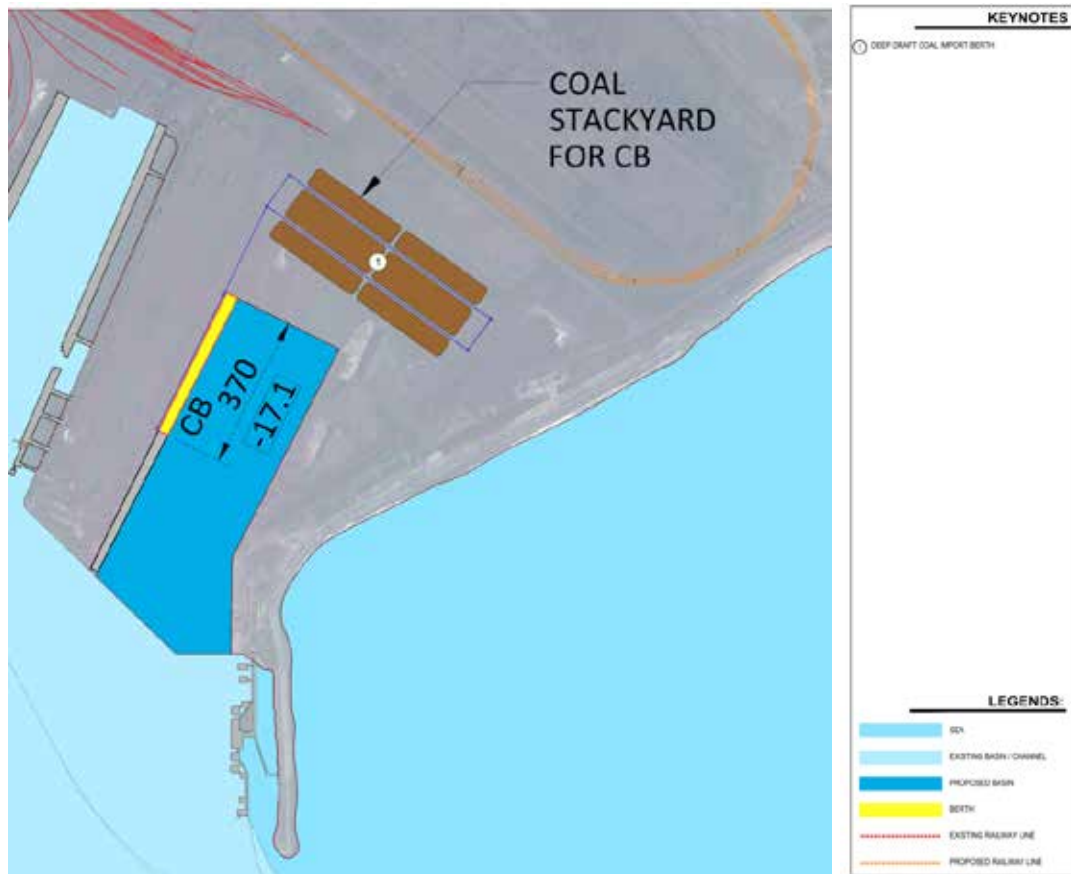 COAL
STACKYARD
FOR CB
1
CB
370
-17.1
KEYNOTES
1 DEEP DRAFT COAL IMPORT BERTH
LEGENDS:
SEA
EXISTING BASIN / CHANNEL
PROPOSED BASIN
BERTH
EXISTING RAILWAY LINE
PROPOSED RAILWAY LINE